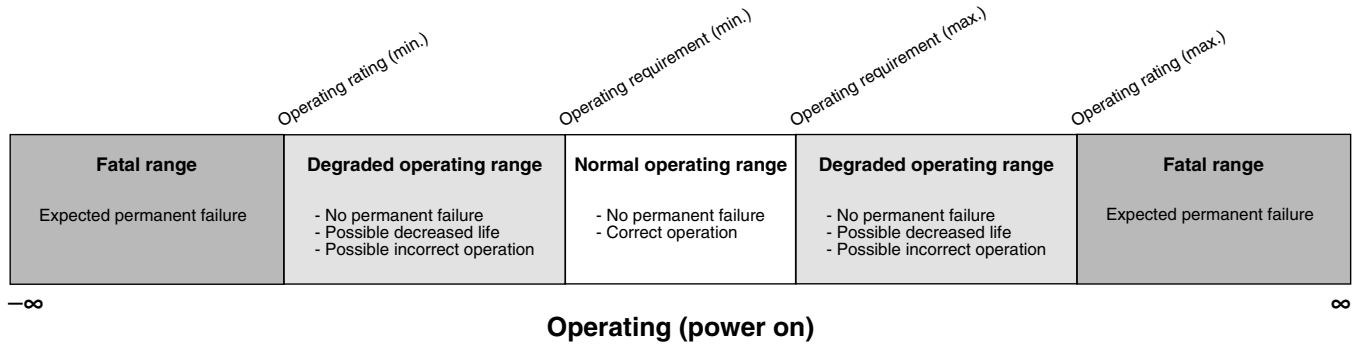 Operating rating (min.)
Operating requirement (min.)
Operating requirement (max.)
Operating rating (max.)
Fatal range
Expected permanent failure
Degraded operating range
- No permanent failure
- Possible decreased life
- Possible incorrect operation
Normal operating range
- No permanent failure
- Correct operation
Degraded operating range
- No permanent failure
- Possible decreased life
- Possible incorrect operation
Fatal range
Expected permanent failure
–∞
∞
Operating (power on)